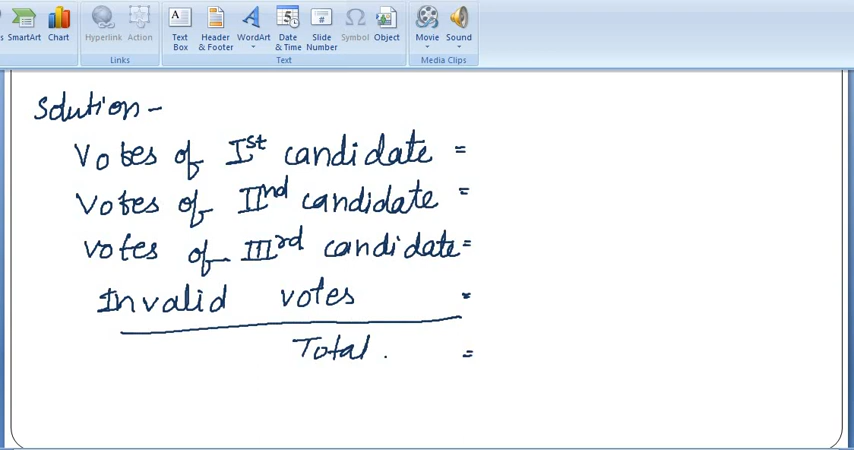 SmartArt Chart Hyperlink Action Text Box Header & Footer WordArt Date & Time Slide Number Symbol Object Movie Sound
Links Text Media Clips
Solution -
Votes of Ist candidate =
Votes of IInd candidate =
Votes of IIIrd candidate =
Invalid votes =
Total . =